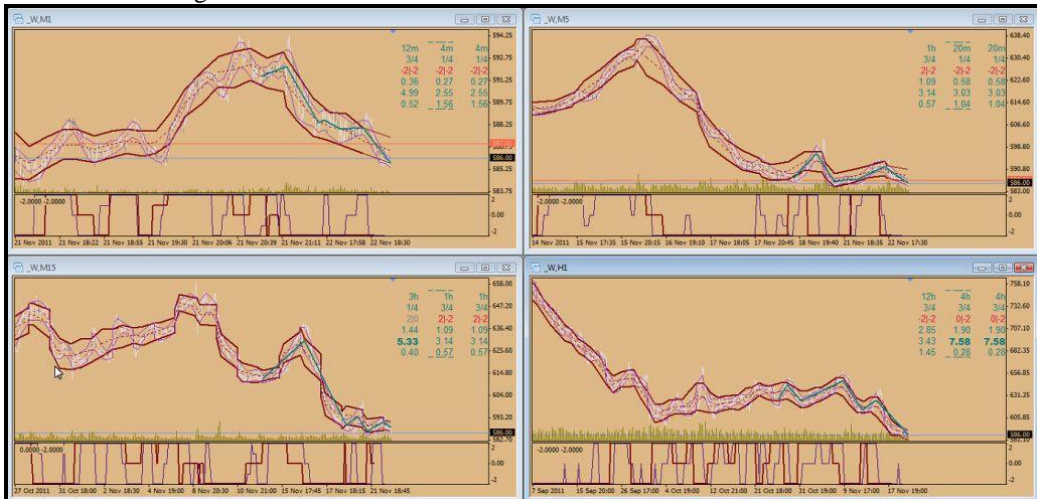 _W,M1
594.25
12m 4m 4m
3/4 1/4 1/4
-2|-2 -2|-2 -2|-2
0.36 0.27 0.27
4.99 2.55 2.55
0.52 1.56 1.56
592.75
591.25
589.75
588.25
586.00
585.25
583.75
-2.0000 -2.0000
2
0.00
-2
21 Nov 2011 21 Nov 18:22 21 Nov 18:55 21 Nov 19:30 21 Nov 20:06 21 Nov 20:39 21 Nov 21:11 22 Nov 17:58 22 Nov 18:30
_W,M5
638.40
1h 20m 20m
3/4 1/4 1/4
-2|-2 -2|-2 -2|-2
1.09 0.58 0.58
3.14 3.03 3.03
0.57 1.04 1.04
630.40
622.60
614.60
606.60
598.80
590.80
586.00
583.00
-2.0000 -2.0000
2
0.00
-2
14 Nov 2011 15 Nov 17:35 15 Nov 20:15 16 Nov 19:10 17 Nov 18:05 17 Nov 20:45 18 Nov 19:40 21 Nov 18:35 22 Nov 17:30
_W,M15
658.00
3h 1h 1h
1/4 3/4 3/4
2|0 2|-2 2|-2
1.44 1.09 1.09
5.33 3.14 3.14
0.40 0.57 0.57
647.20
636.40
625.60
614.80
604.00
593.20
586.00
582.70
0.0000 -2.0000
2
0.00
-2
27 Oct 2011 31 Oct 18:00 2 Nov 18:30 4 Nov 19:00 8 Nov 20:30 10 Nov 21:00 15 Nov 17:45 17 Nov 18:15 21 Nov 18:45
_W,H1
758.10
12h 4h 4h
1/4 3/4 3/4
-2|-2 0|-2 0|-2
2.85 1.90 1.90
3.43 7.58 7.58
1.45 0.28 0.28
732.60
707.10
682.35
656.85
631.35
605.85
586.00
-2.0000 -2.0000
2
0.00
-2
7 Sep 2011 15 Sep 20:00 26 Sep 17:00 4 Oct 19:00 12 Oct 21:00 21 Oct 18:00 31 Oct 19:00 9 Nov 17:00 17 Nov 19:00